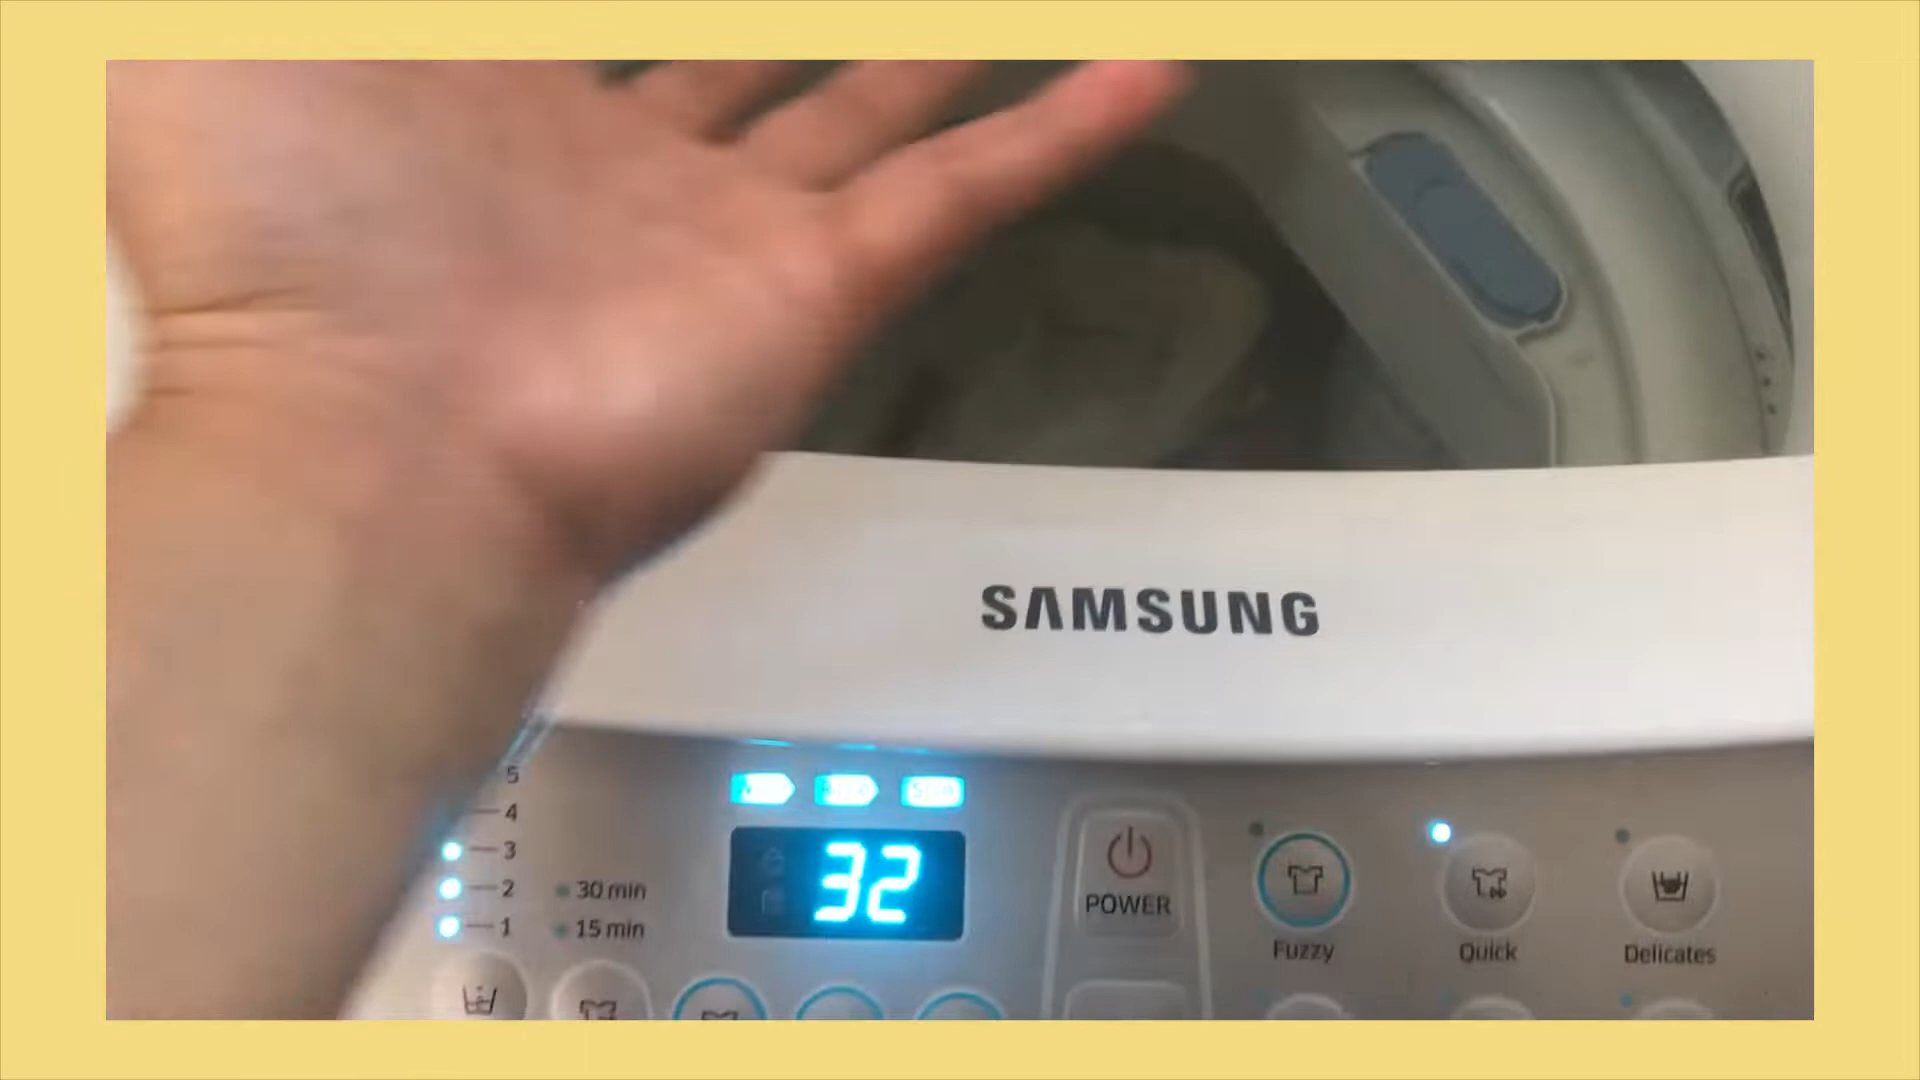 SAMSUNG
5
4
3
2
1
30 min
15 min
32
POWER
Fuzzy
Quick
Delicates